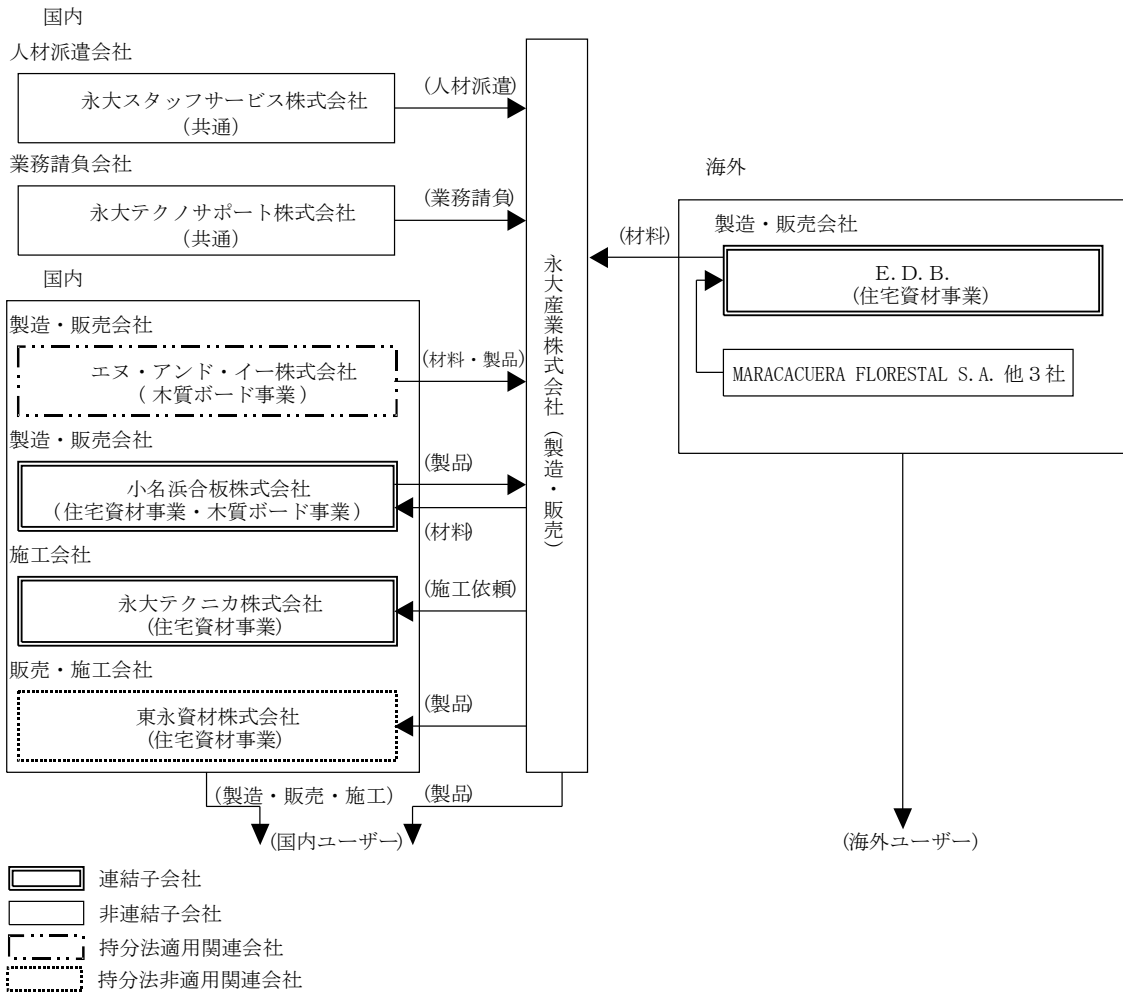 国内
人材派遣会社
永大スタッフサービス株式会社
(共通)
(人材派遣)
業務請負会社
永大テクノサポート株式会社
(共通)
(業務請負)
国内
製造・販売会社
エヌ・アンド・イー株式会社
(木質ボード事業)
(材料・製品)
製造・販売会社
小名浜合板株式会社
(住宅資材事業・木質ボード事業)
(製品)
(材料)
施工会社
永大テクニカ株式会社
(住宅資材事業)
(施工依頼)
販売・施工会社
東永資材株式会社
(住宅資材事業)
(製品)
永大産業株式会社(製造・販売)
海外
製造・販売会社
E.D.B.
(住宅資材事業)
(材料)
MARACACUERA FLORESTAL S.A. 他3社
(製造・販売・施工)
(製品)
(国内ユーザー)
(海外ユーザー)
連結子会社
非連結子会社
持分法適用関連会社
持分法非適用関連会社